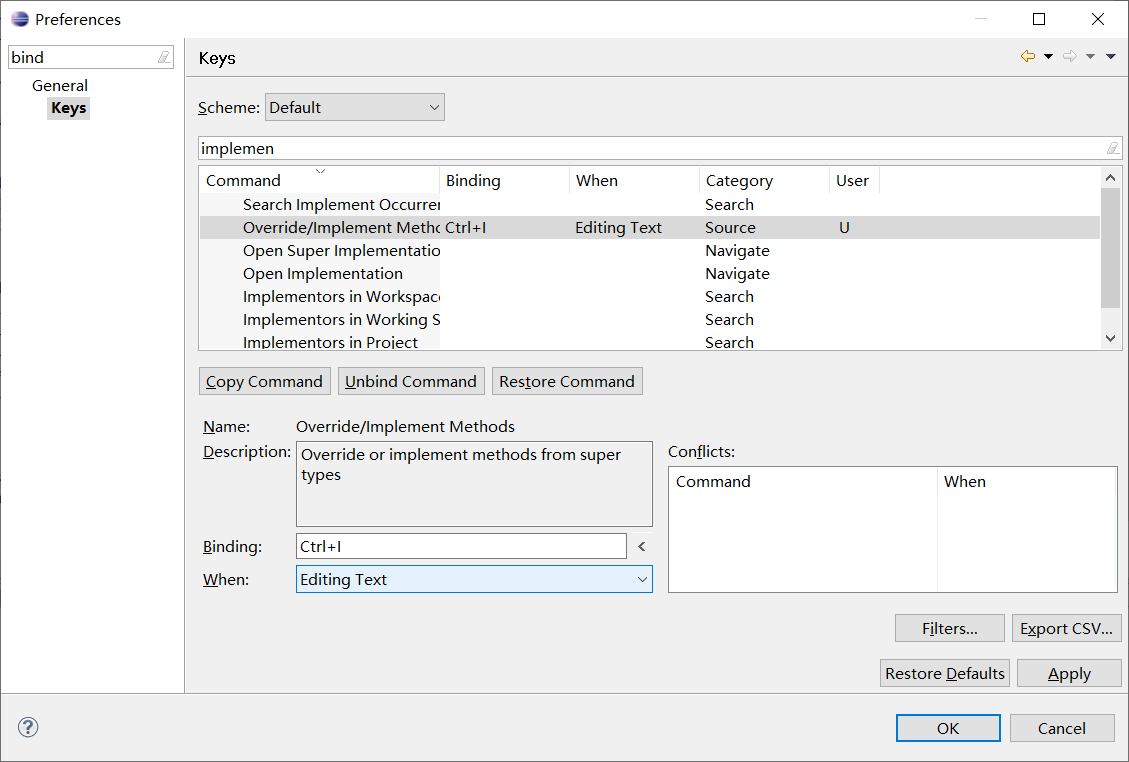 Preferences
bind
General
Keys
Keys
Scheme: Default
implemen
Command Binding When Category User
Search Implement Occurrer Search
Override/Implement Methc Ctrl+I Editing Text Source U
Open Super Implementatio Navigate
Open Implementation Navigate
Implementors in Workspac Search
Implementors in Working S Search
Implementors in Project Search
Copy Command Unbind Command Restore Command
Name: Override/Implement Methods
Description: Override or implement methods from super
types
Conflicts:
Command When
Binding: Ctrl+I <
When: Editing Text
Filters... Export CSV...
Restore Defaults Apply
? OK Cancel